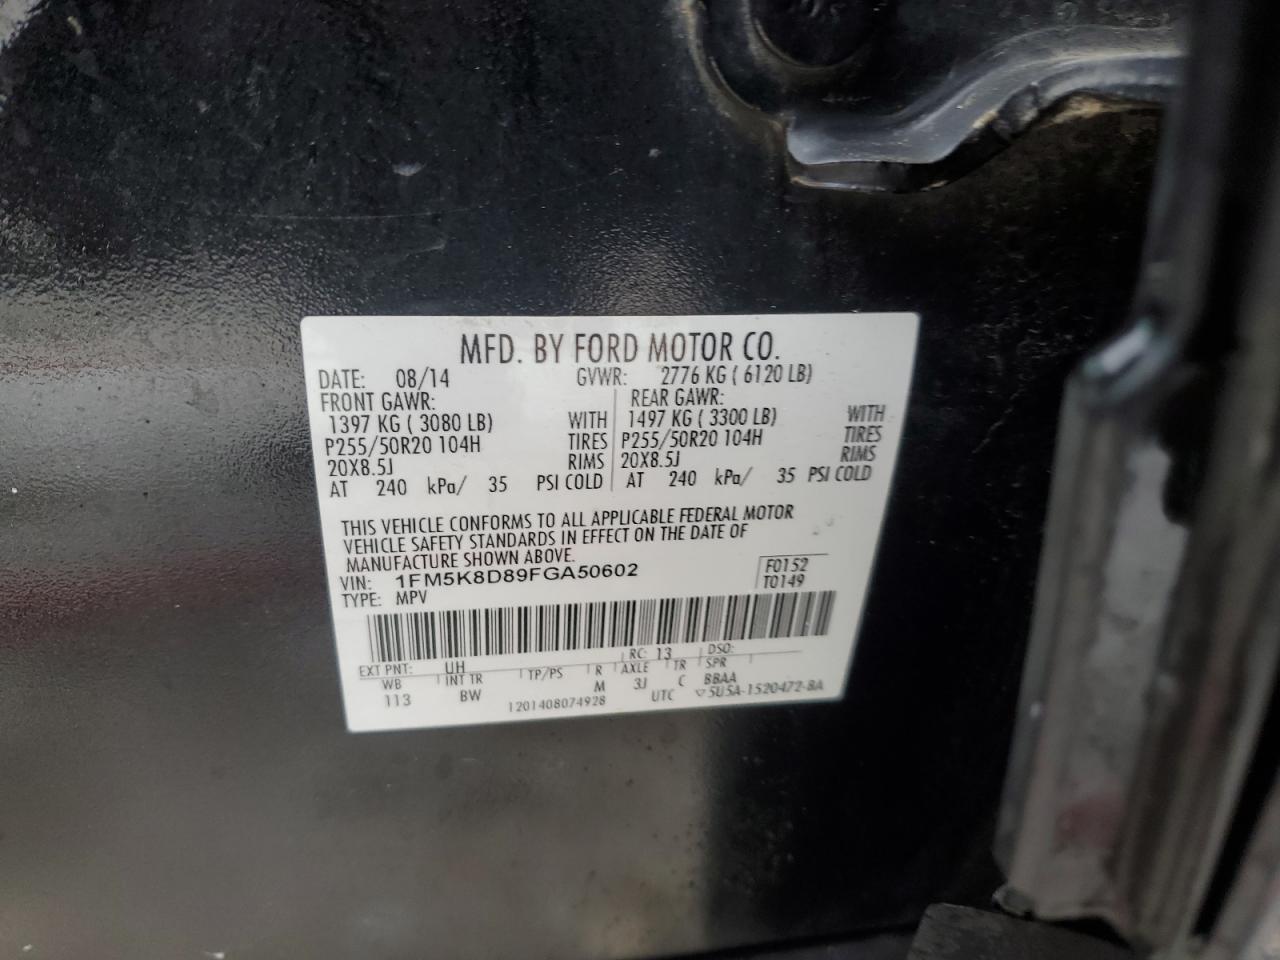 MFD. BY FORD MOTOR CO.
DATE: 08/14 GVWR: 2776 KG ( 6120 LB)
FRONT GAWR: REAR GAWR:
1397 KG ( 3080 LB) WITH 1497 KG ( 3300 LB) WITH
P255/50R20 104H TIRES P255/50R20 104H TIRES
20X8.5J RIMS 20X8.5J RIMS
AT 240 kPa/ 35 PSI COLD AT 240 kPa/ 35 PSI COLD
THIS VEHICLE CONFORMS TO ALL APPLICABLE FEDERAL MOTOR
VEHICLE SAFETY STANDARDS IN EFFECT ON THE DATE OF
MANUFACTURE SHOWN ABOVE.
VIN: 1FM5K8D89FGA50602 F0152
TYPE: MPV T0149
EXT PNT: UH RC: 13 DSO:
WB INT TR TP/PS R AXLE TR SPR
113 BW M 3J C BBAA
1201408074928 UTC ▽5U5A-1520472-BA